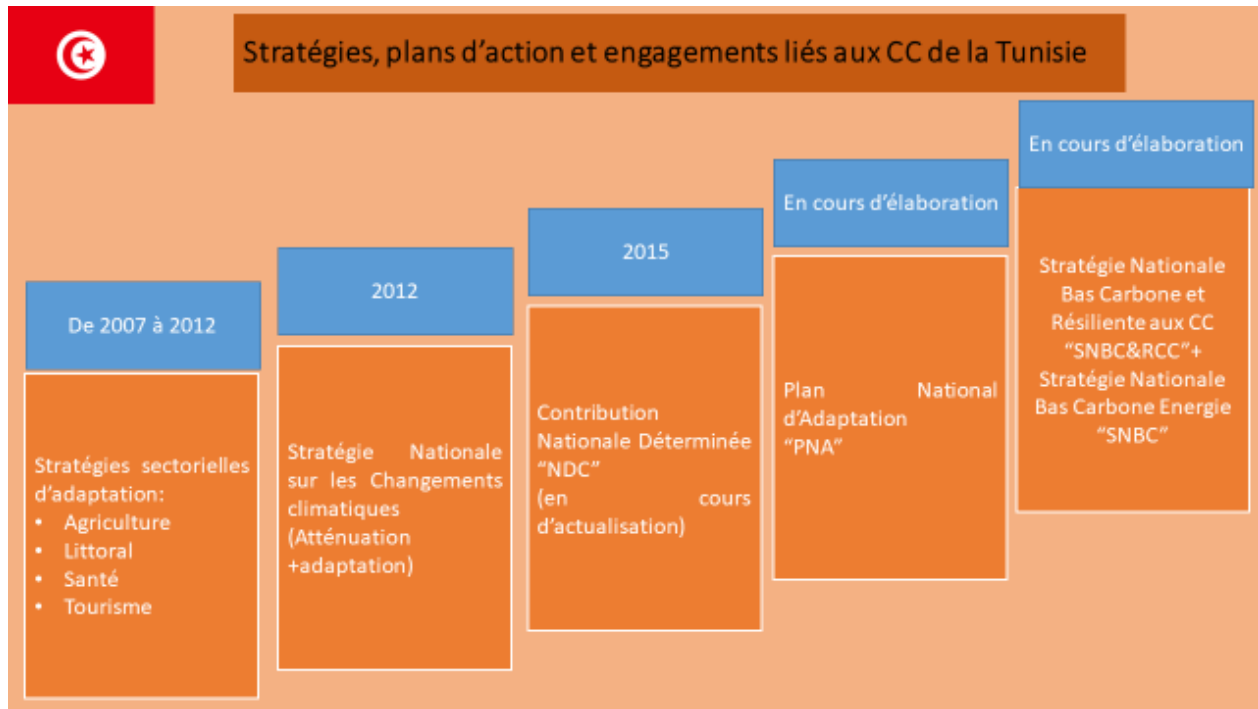 Stratégies, plans d’action et engagements liés aux CC de la Tunisie
De 2007 à 2012
Stratégies sectorielles
d’adaptation:
• Agriculture
• Littoral
• Santé
• Tourisme
2012
Stratégie Nationale
sur les Changements
climatiques
(Atténuation
+adaptation)
2015
Contribution
Nationale Déterminée
“NDC”
(en cours
d’actualisation)
En cours d’élaboration
Plan National
d’Adaptation
“PNA”
En cours d’élaboration
Stratégie Nationale
Bas Carbone et
Résiliente aux CC
“SNBC&RCC”+
Stratégie Nationale
Bas Carbone Energie
“SNBC”